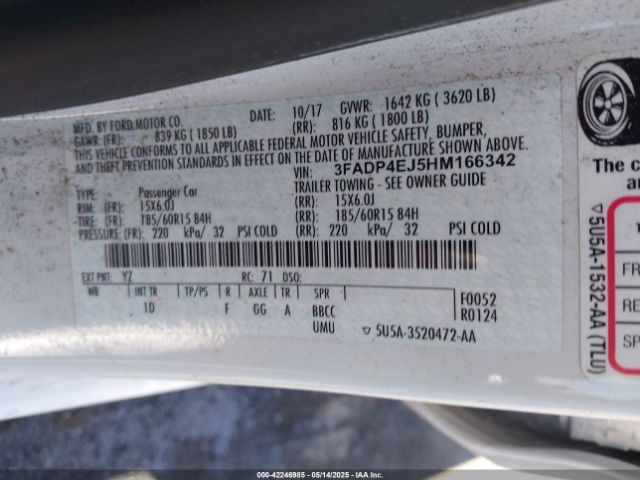 MFD. BY FORD MOTOR CO. DATE: 10/17 GVWR: 1642 KG ( 3620 LB)
GAWR: (FR): 839 KG ( 1850 LB) (RR): 816 KG ( 1800 LB)
THIS VEHICLE CONFORMS TO ALL APPLICABLE FEDERAL MOTOR VEHICLE SAFETY, BUMPER,
AND THEFT PREVENTION STANDARDS IN EFFECT ON THE DATE OF MANUFACTURE SHOWN ABOVE.
VIN: 3FADP4EJ5HM166342
TYPE: Passenger Car TRAILER TOWING - SEE OWNER GUIDE
RIM: (FR): 15X6.0J (RR): 15X6.0J
TIRE: (FR): 185/60R15 84H (RR): 185/60R15 84H
PRESSURE: (FR): 220 kPa/ 32 PSI COLD (RR): 220 kPa/ 32 PSI COLD
EXT PNT: YZ RC: 71 DSO:
WB INT TR TP/PS R AXLE TR SPR
1D F GG A BBCC
UMU
F0052
R0124
▽5U5A-3520472-AA
▽5U5A-1532-AA (TLU)
The c
and c
FR
RE
SP
000-42246985 - 05/14/2025 - IAAI.COM